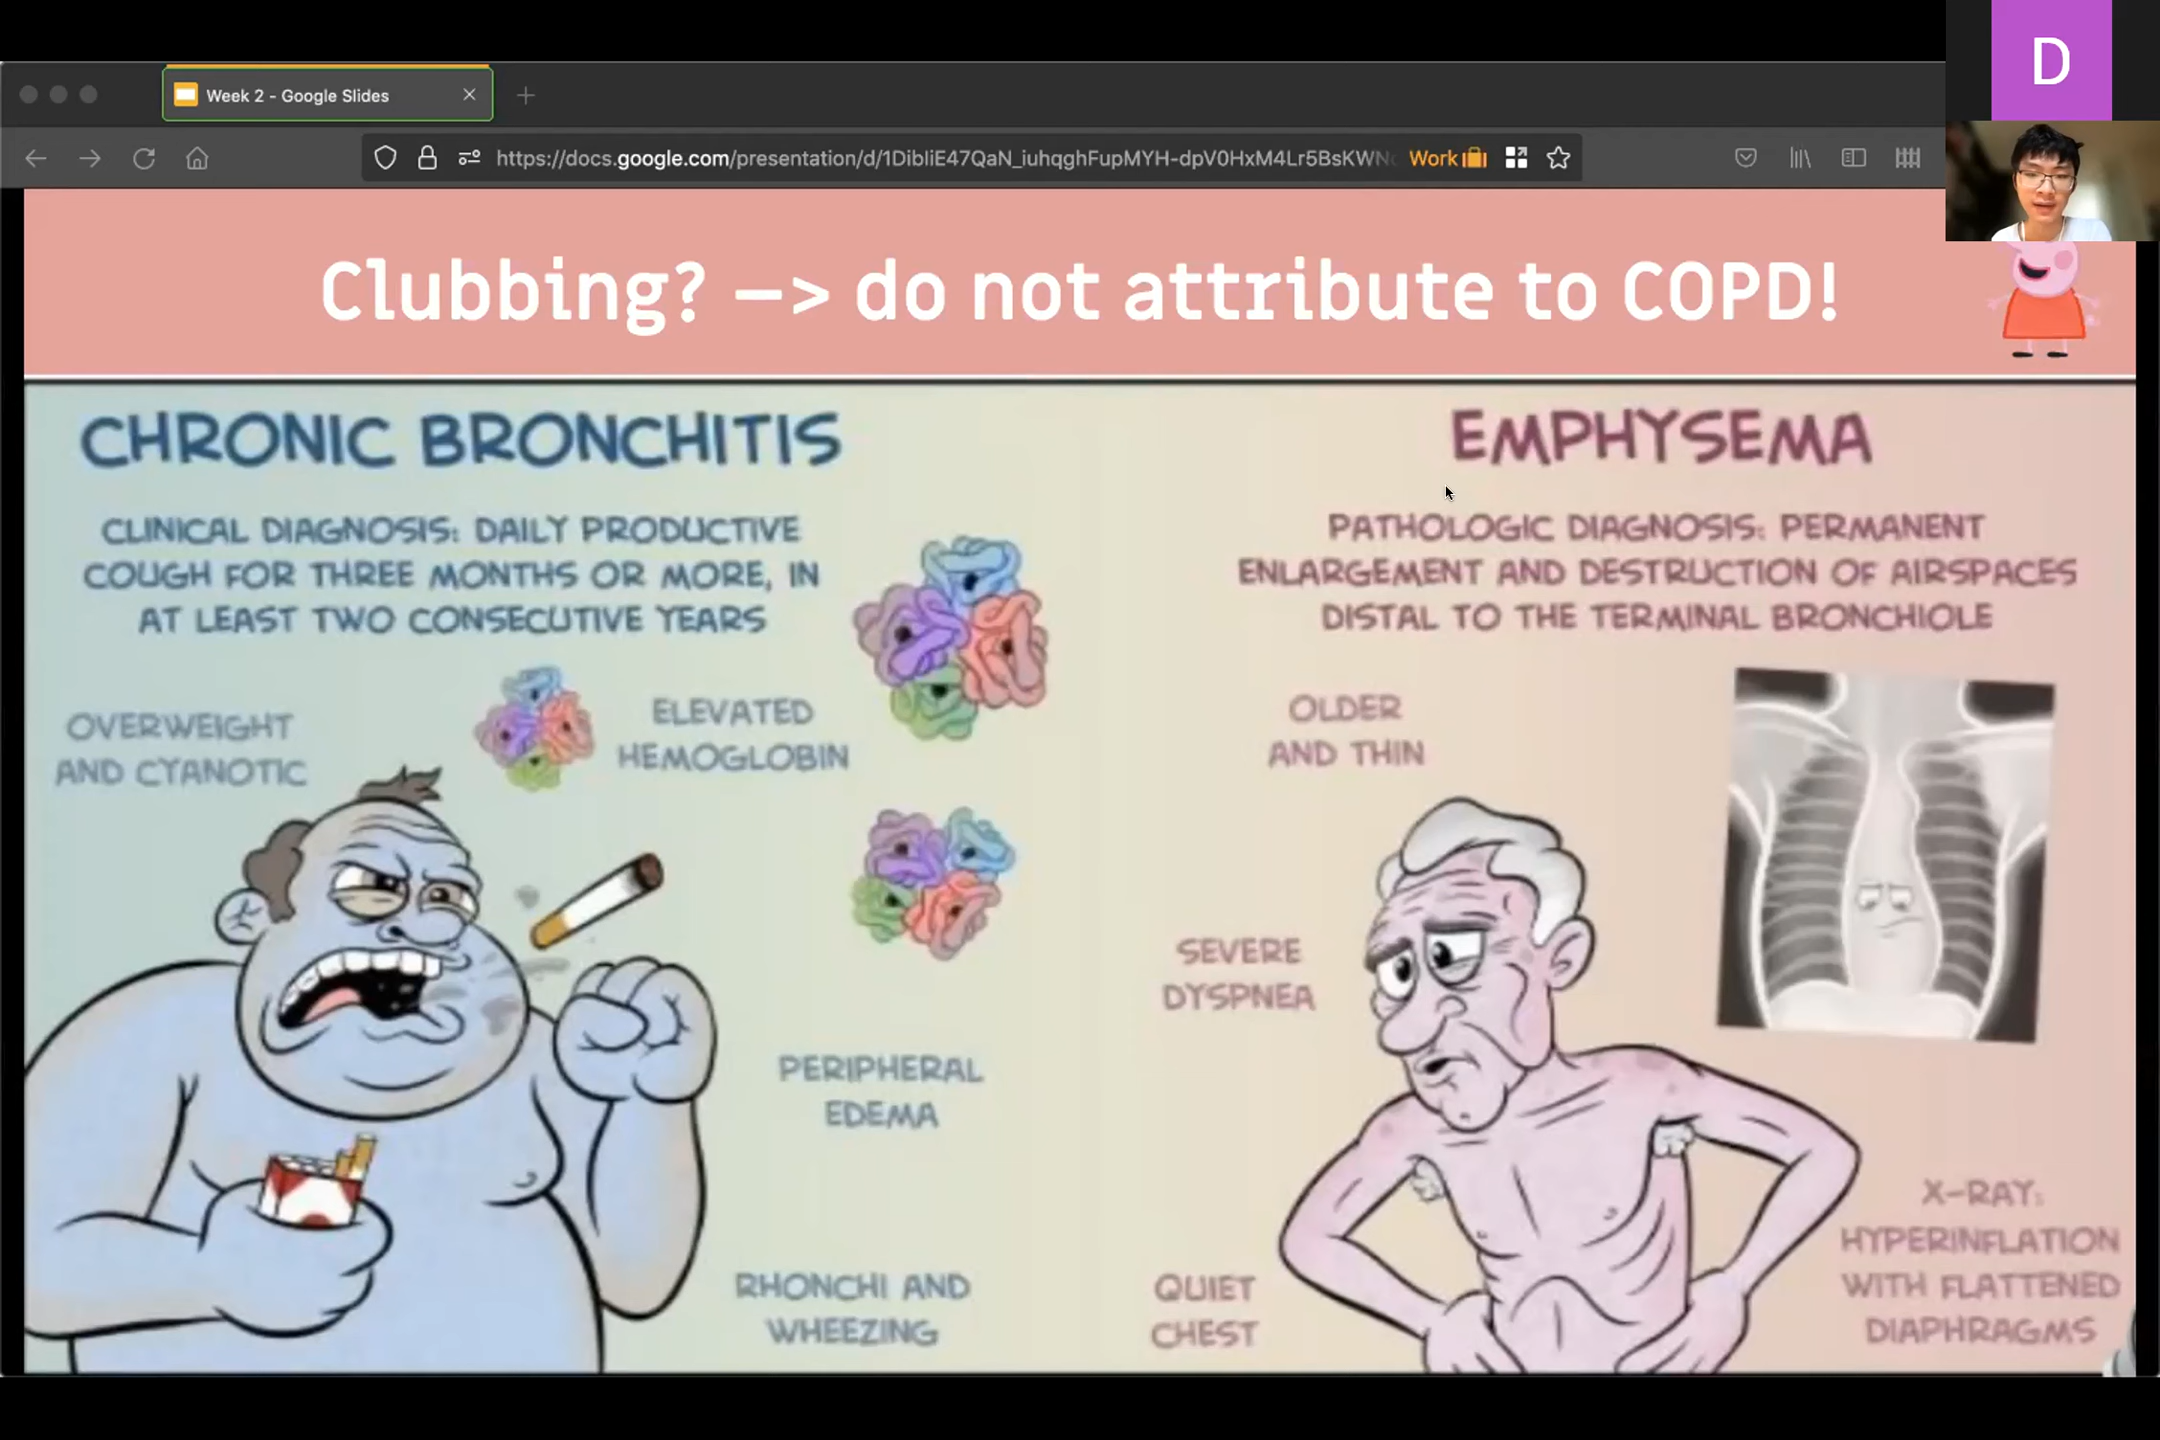 D
Week 2 - Google Slides
https://docs.google.com/presentation/d/1DibliE47QaN_iuhqghFupMYH-dpV0HxM4Lr5BsKWN
Work
Clubbing? —> do not attribute to COPD!
CHRONIC BRONCHITIS
CLINICAL DIAGNOSIS: DAILY PRODUCTIVE
COUGH FOR THREE MONTHS OR MORE, IN
AT LEAST TWO CONSECUTIVE YEARS
OVERWEIGHT
AND CYANOTIC
ELEVATED
HEMOGLOBIN
PERIPHERAL
EDEMA
RHONCHI AND
WHEEZING
EMPHYSEMA
PATHOLOGIC DIAGNOSIS: PERMANENT
ENLARGEMENT AND DESTRUCTION OF AIRSPACES
DISTAL TO THE TERMINAL BRONCHIOLE
OLDER
AND THIN
SEVERE
DYSPNEA
QUIET
CHEST
X-RAY:
HYPERINFLATION
WITH FLATTENED
DIAPHRAGMS